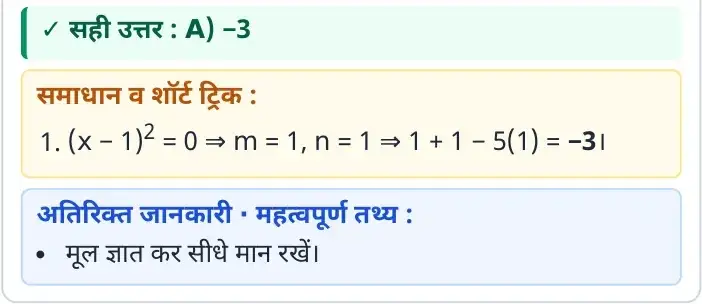 ✓ सही उत्तर : A) −3
समाधान व शॉर्ट ट्रिक :
1. (x − 1)² = 0 ⇒ m = 1, n = 1 ⇒ 1 + 1 − 5(1) = −3।
अतिरिक्त जानकारी · महत्वपूर्ण तथ्य :
• मूल ज्ञात कर सीधे मान रखें।